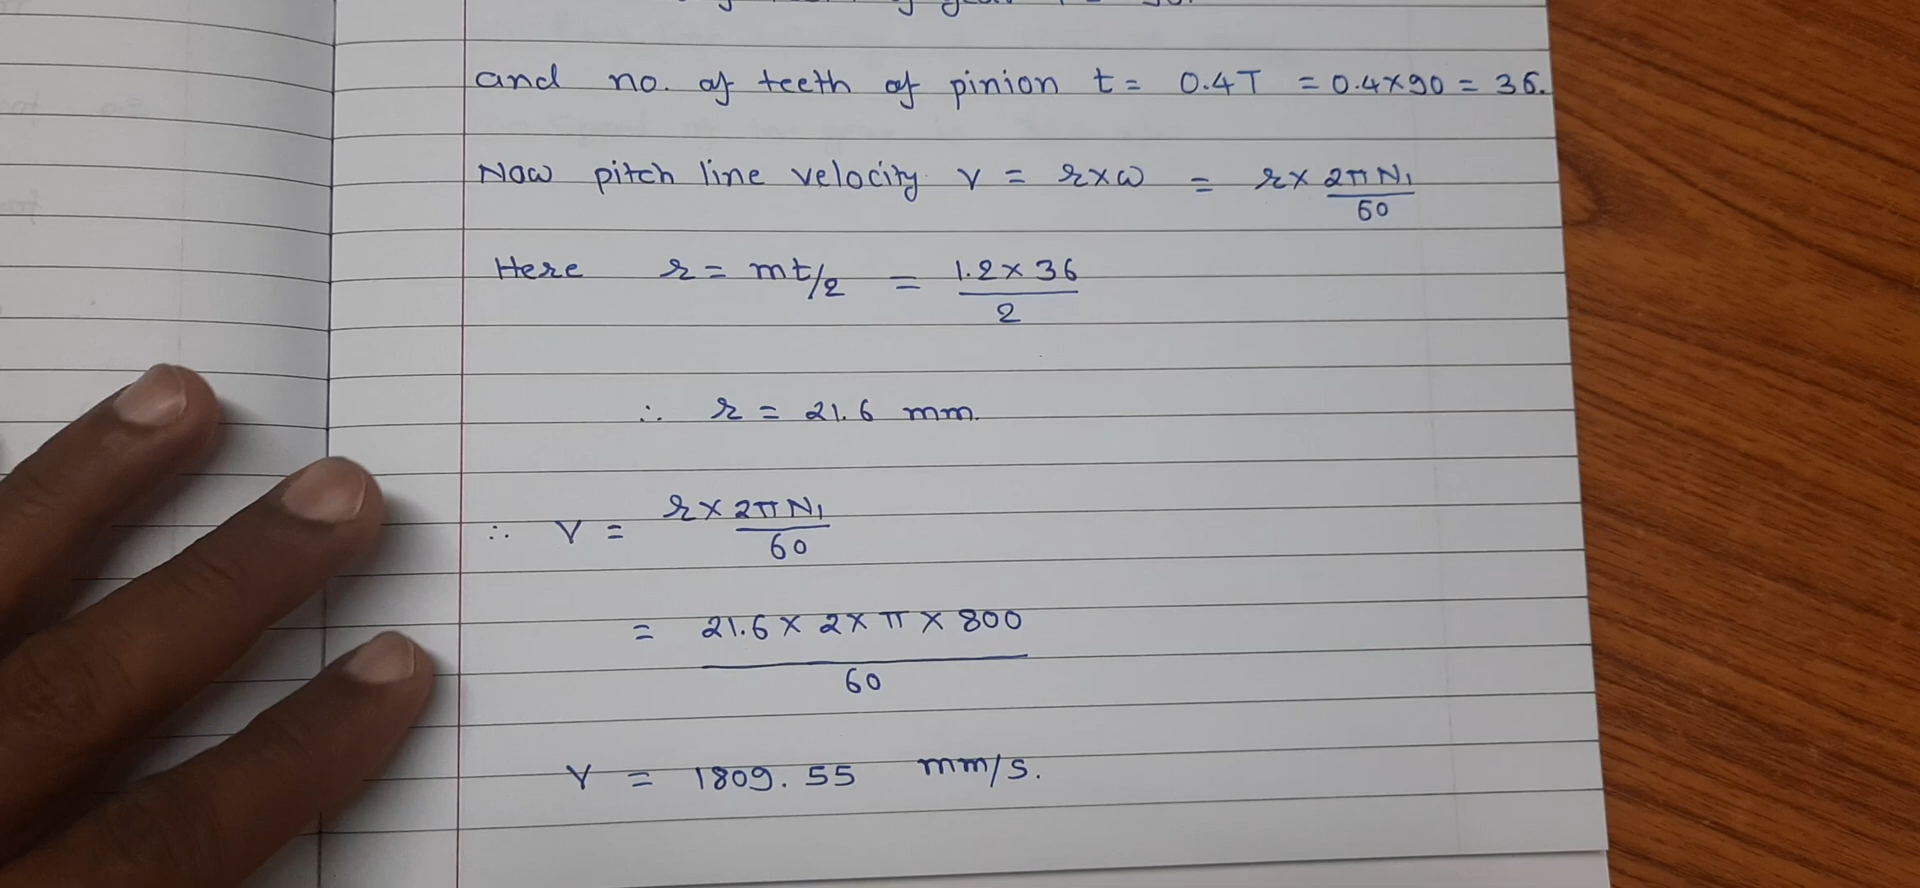 and no. of teeth of pinion t = 0.4T = 0.4×90 = 36.
Now pitch line velocity v = r×ω = r× 2πN₁/60
Here r = mt/2 = 1.2×36/2
∴ r = 21.6 mm.
∴ v = r× 2πN₁/60
= 21.6 × 2 × π × 800/60
v = 1809.55 mm/s.